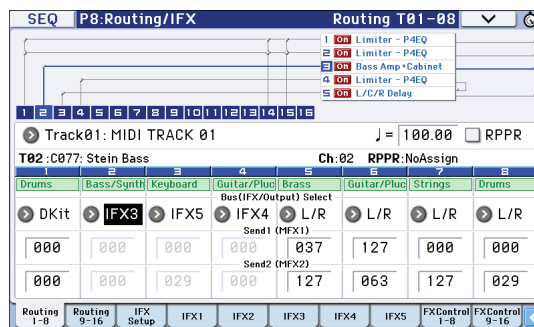 SEQ P8:Routing/IFX Routing T01-08
1 On Limiter - P4EQ
2 On Limiter - P4EQ
3 On Bass Amp+Cabinet
4 On Limiter - P4EQ
5 On L/C/R Delay
1 2 3 4 5 6 7 8 9 10 11 12 13 14 15 16
Track01: MIDI TRACK 01 ♩= 100.00 RPPR
T02 :C077: Stein Bass Ch:02 RPPR:NoAssign
1 2 3 4 5 6 7 8
Drums Bass/Synth Keyboard Guitar/Pluc Brass Guitar/Pluc Strings Drums
Bus(IFX/Output) Select
DKit IFX3 IFX5 IFX4 L/R L/R L/R L/R
Send1 (MFX1)
000 000 000 000 037 127 000 000
Send2 (MFX2)
000 000 029 000 127 063 127 029
Routing 1-8 Routing 9-16 IFX Setup IFX1 IFX2 IFX3 IFX4 IFX5 FXControl 1-8 FXControl 9-16